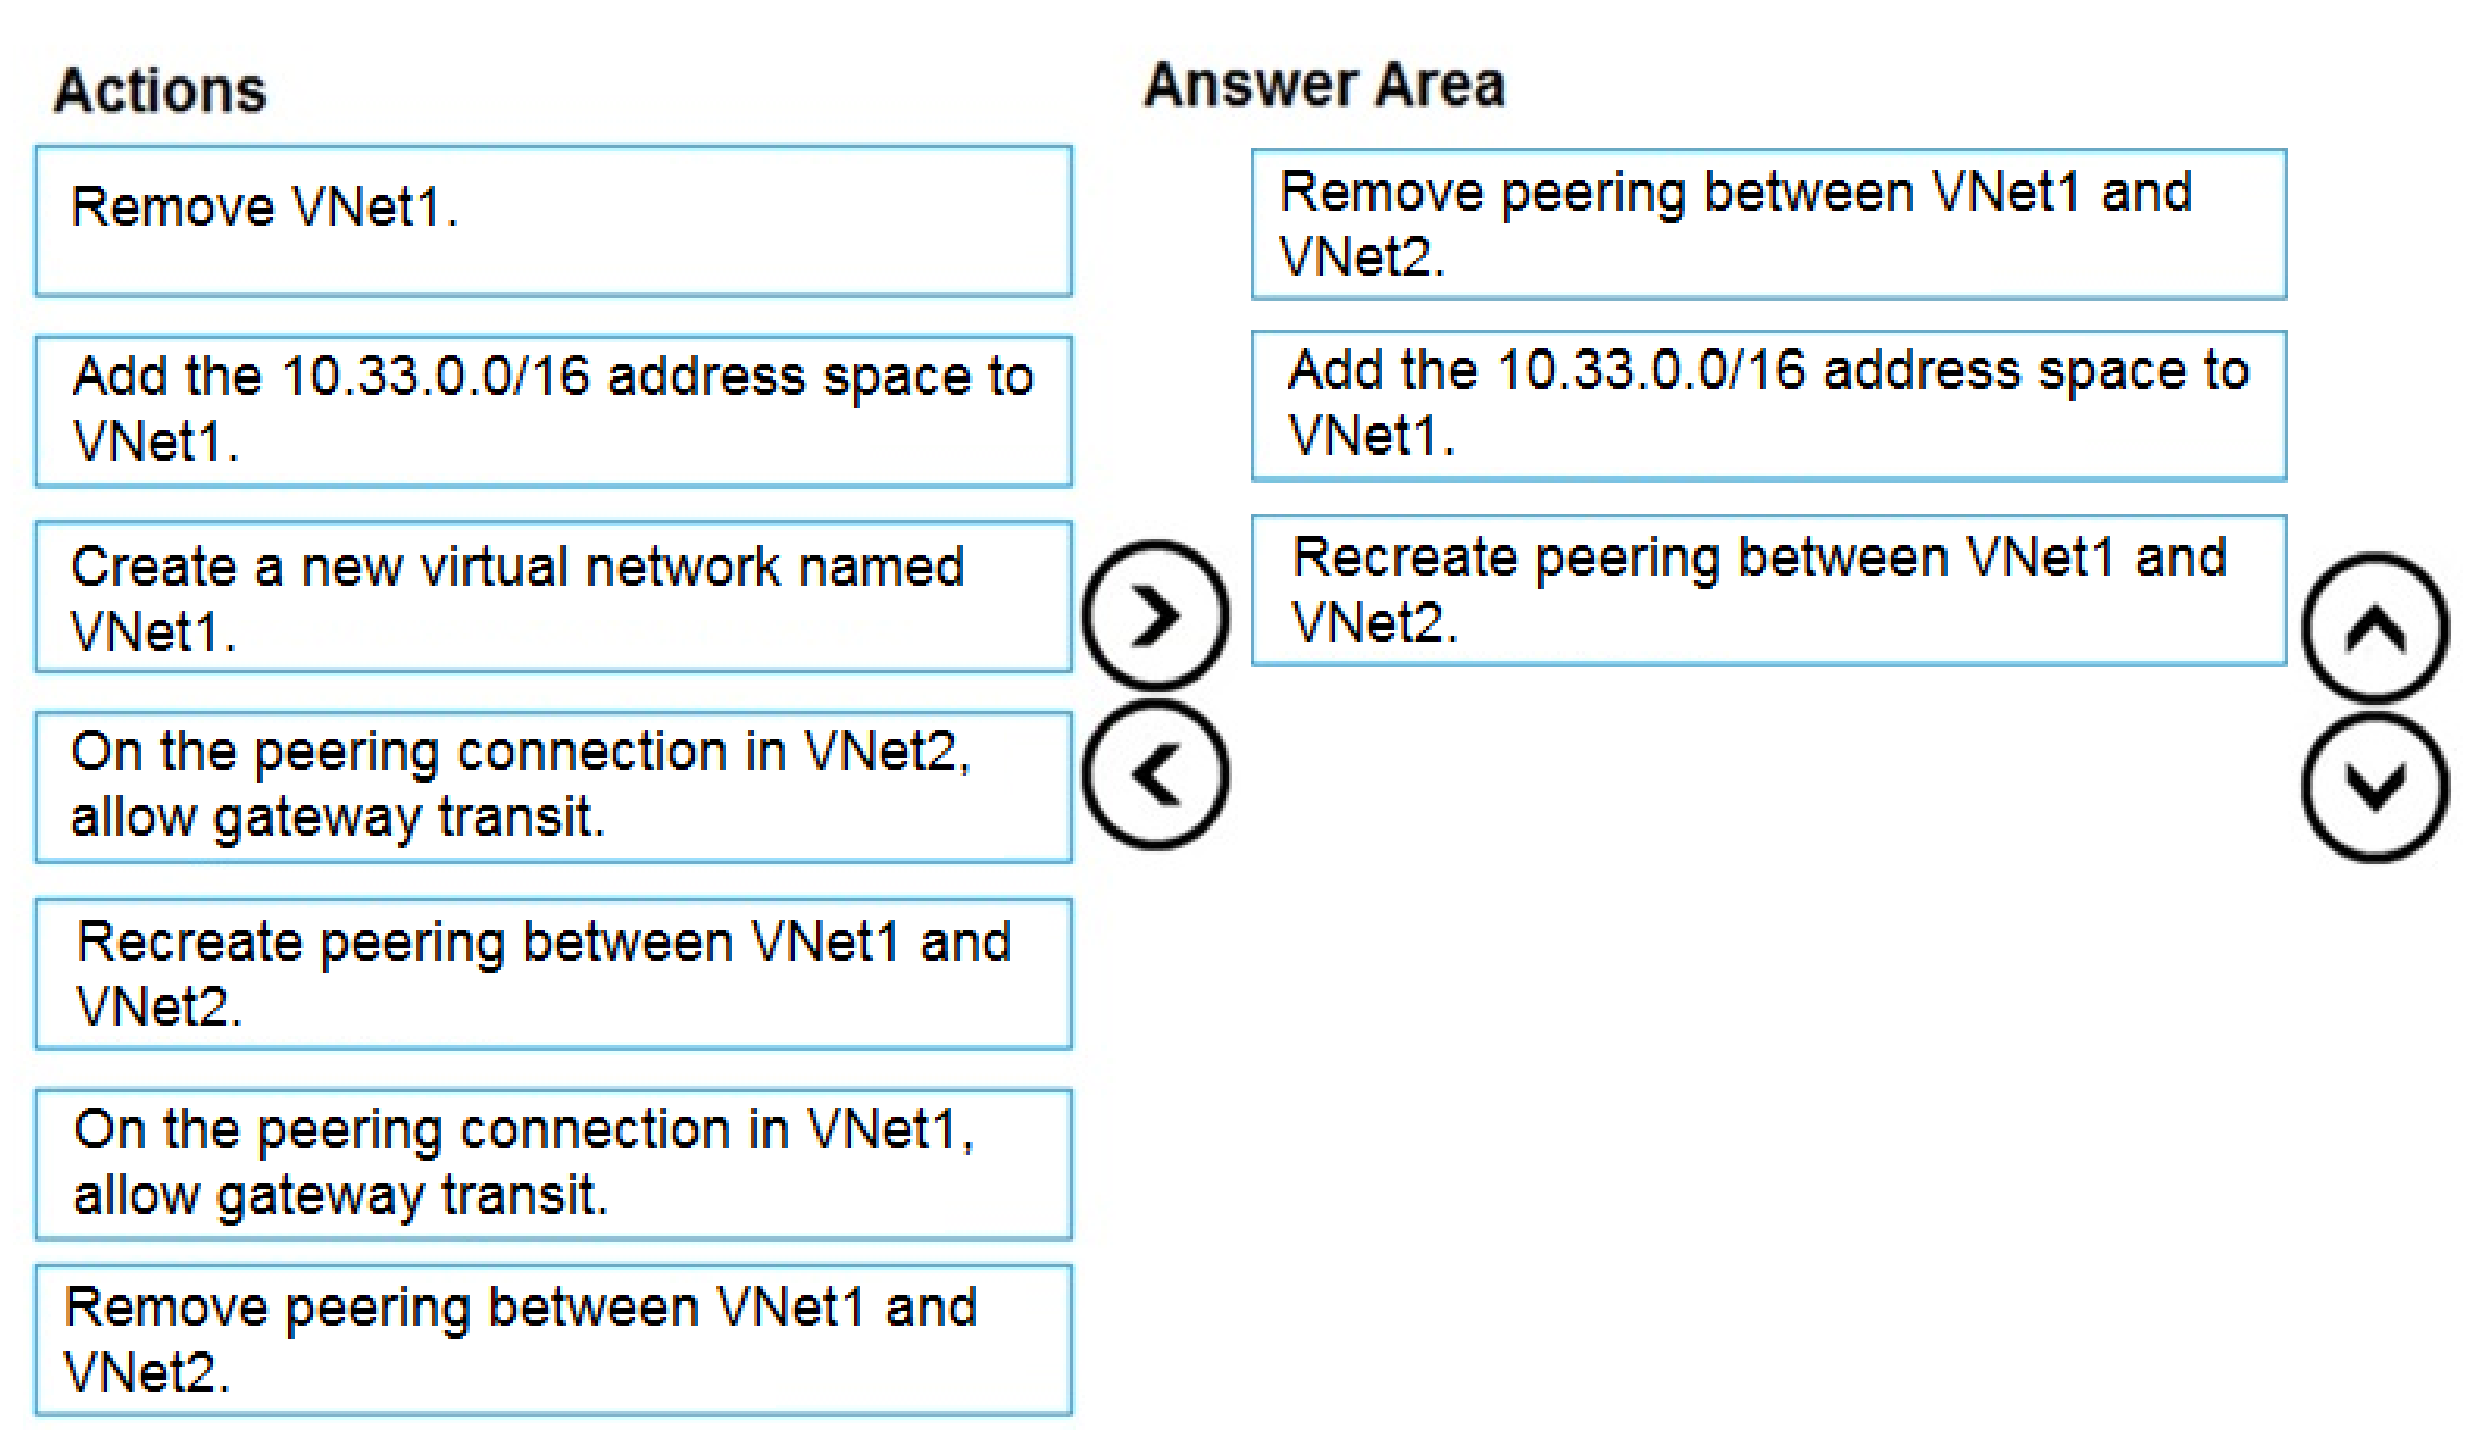 Actions
Remove VNet1.
Add the 10.33.0.0/16 address space to
VNet1.
Create a new virtual network named
VNet1.
On the peering connection in VNet2,
allow gateway transit.
Recreate peering between VNet1 and
VNet2.
On the peering connection in VNet1,
allow gateway transit.
Remove peering between VNet1 and
VNet2.
Answer Area
Remove peering between VNet1 and
VNet2.
Add the 10.33.0.0/16 address space to
VNet1.
Recreate peering between VNet1 and
VNet2.